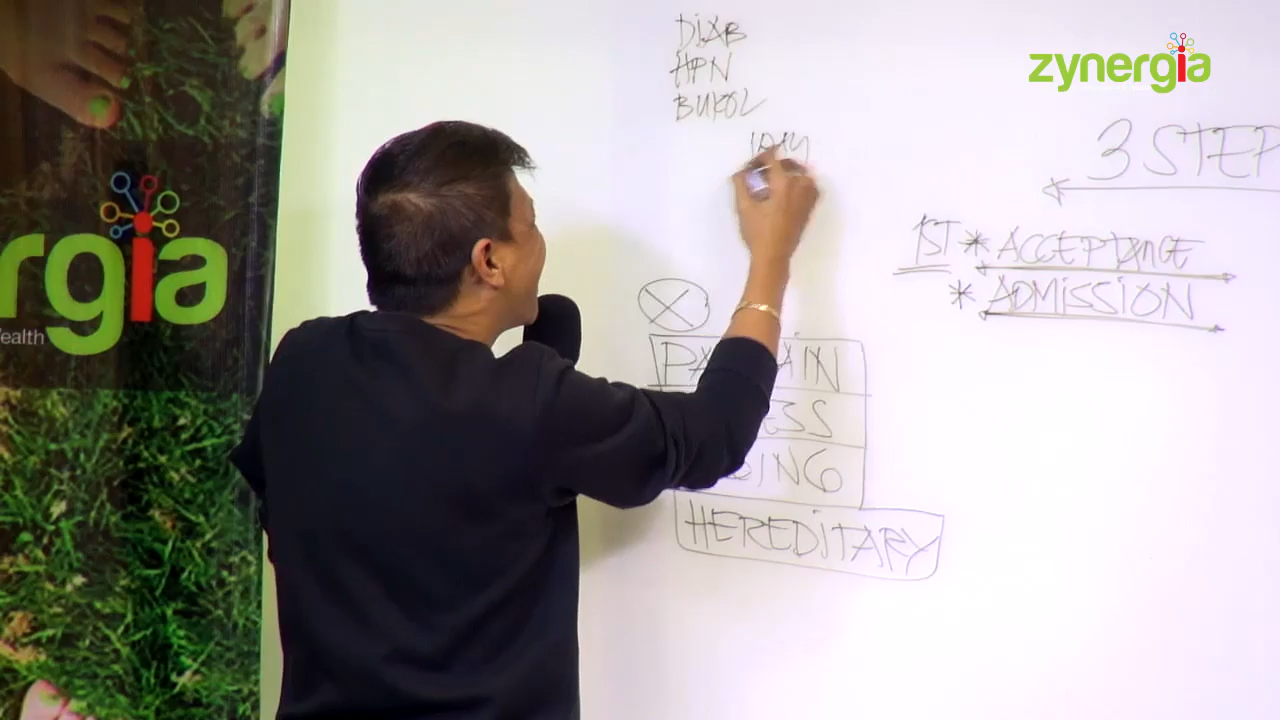 DIAB
HPN
BUKOL
zynergia
3 STEP
1ST * ACCEPTANCE
* ADMISSION
rgia
ealth
HEREDITARY